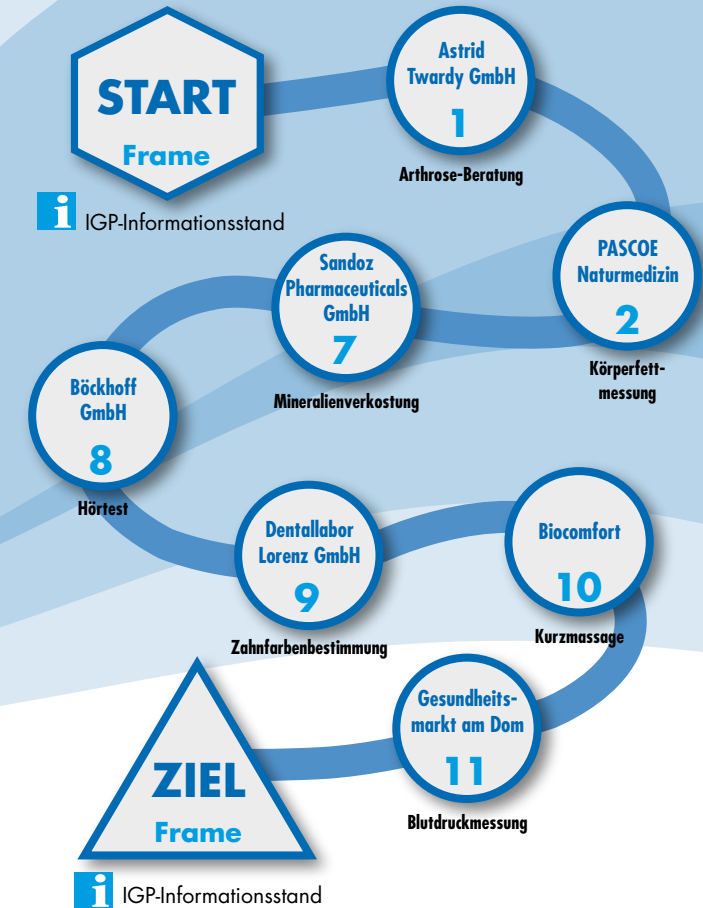 START
Frame
i IGP-Informationsstand
Astrid
Twardy GmbH
1
Arthrose-Beratung
PASCOE
Naturmedizin
2
Körperfett-
messung
Sandoz
Pharmaceuticals
GmbH
7
Mineralienverkostung
Böckhoff
GmbH
8
Hörtest
Dentallabor
Lorenz GmbH
9
Zahnfarbenbestimmung
Biocomfort
10
Kurzmassage
Gesundheits-
markt am Dom
11
Blutdruckmessung
ZIEL
Frame
i IGP-Informationsstand